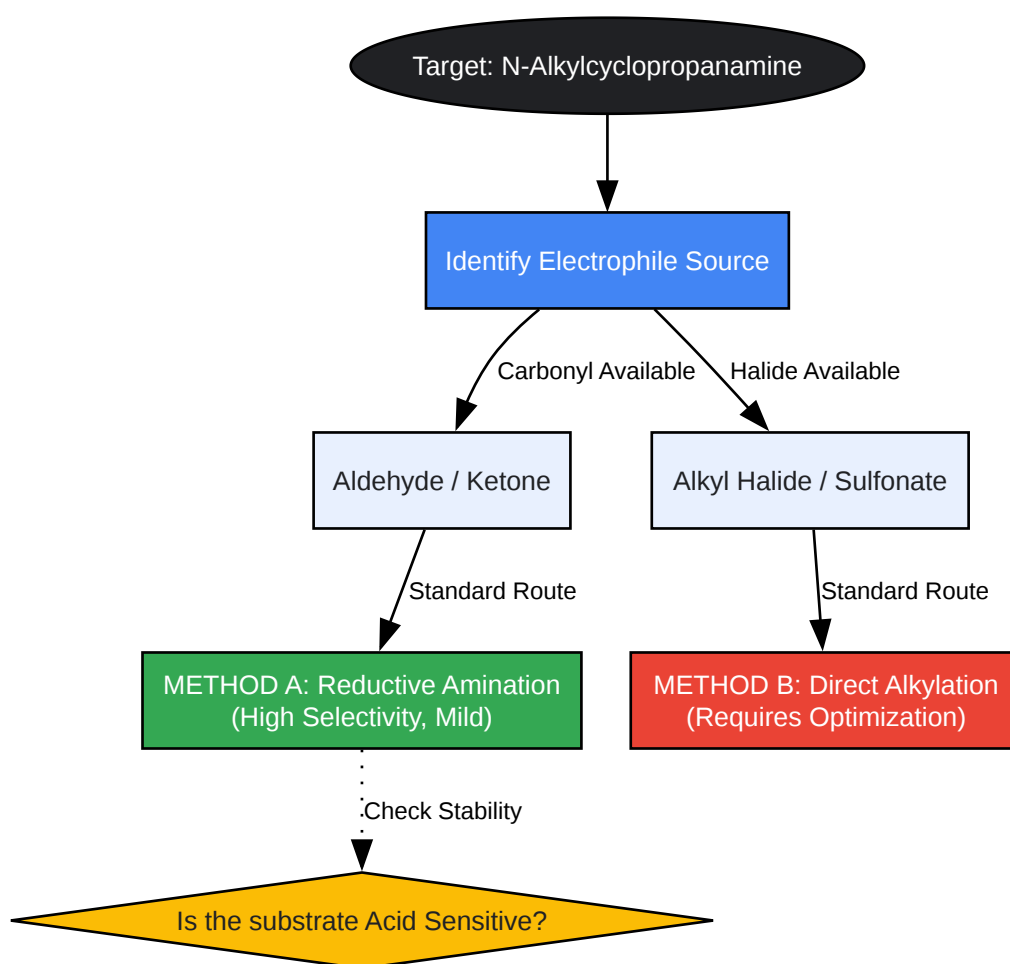 Target: N-Alkylcyclopropanamine
Identify Electrophile Source
Carbonyl Available
Halide Available
Aldehyde / Ketone
Alkyl Halide / Sulfonate
Standard Route
Standard Route
METHOD A: Reductive Amination
(High Selectivity, Mild)
METHOD B: Direct Alkylation
(Requires Optimization)
Check Stability
Is the substrate Acid Sensitive?